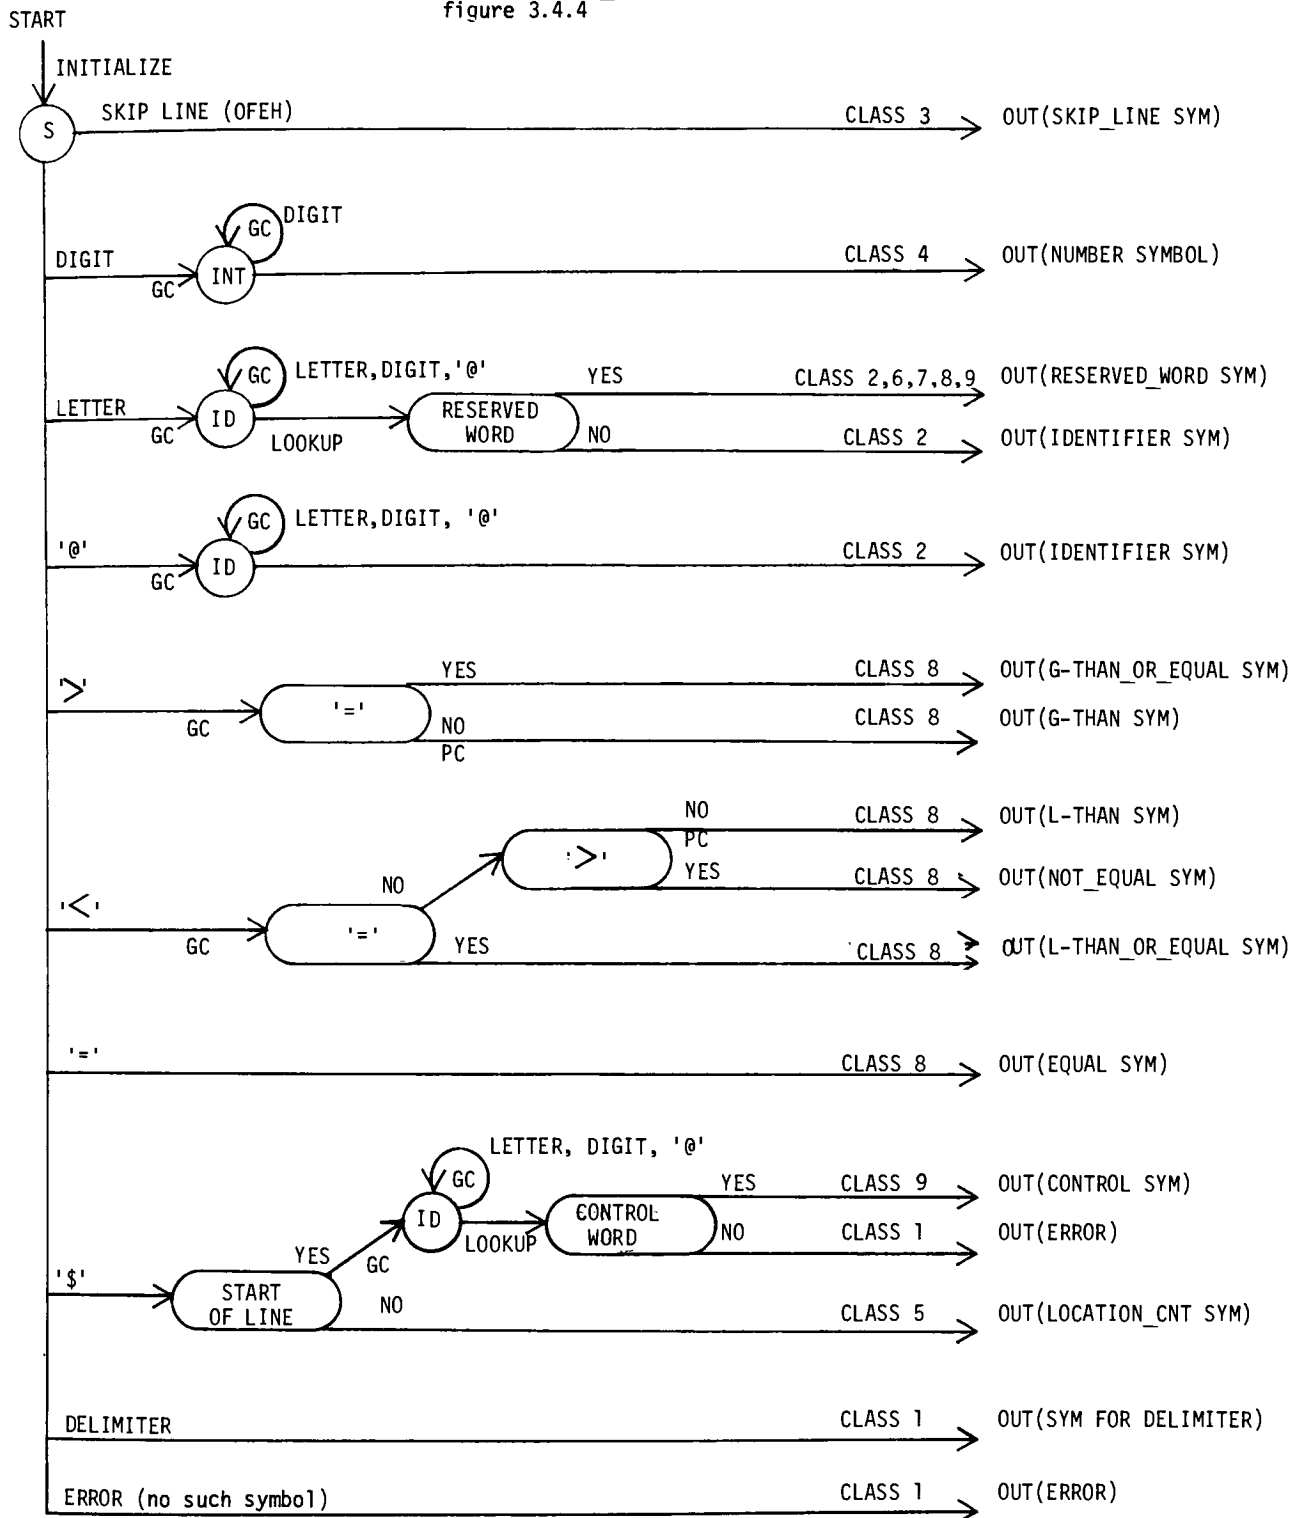 figure 3.4.4
START
INITIALIZE
S
SKIP LINE (OFEH)
CLASS 3
OUT(SKIP_LINE SYM)
GC
DIGIT
DIGIT
GC
INT
CLASS 4
OUT(NUMBER SYMBOL)
GC
LETTER,DIGIT,'@'
LETTER
GC
ID
LOOKUP
RESERVED
WORD
YES
CLASS 2,6,7,8,9
OUT(RESERVED_WORD SYM)
NO
CLASS 2
OUT(IDENTIFIER SYM)
GC
LETTER,DIGIT, '@'
'@'
GC
ID
CLASS 2
OUT(IDENTIFIER SYM)
'>'
GC
'='
YES
CLASS 8
OUT(G-THAN_OR_EQUAL SYM)
NO
PC
CLASS 8
OUT(G-THAN SYM)
'<'
GC
'='
NO
'>'
NO
PC
CLASS 8
OUT(L-THAN SYM)
YES
CLASS 8
OUT(NOT_EQUAL SYM)
YES
CLASS 8
OUT(L-THAN_OR_EQUAL SYM)
'='
CLASS 8
OUT(EQUAL SYM)
'$'
START
OF LINE
YES
GC
ID
GC
LETTER, DIGIT, '@'
LOOKUP
CONTROL
WORD
YES
CLASS 9
OUT(CONTROL SYM)
NO
CLASS 1
OUT(ERROR)
NO
CLASS 5
OUT(LOCATION_CNT SYM)
DELIMITER
CLASS 1
OUT(SYM FOR DELIMITER)
ERROR (no such symbol)
CLASS 1
OUT(ERROR)